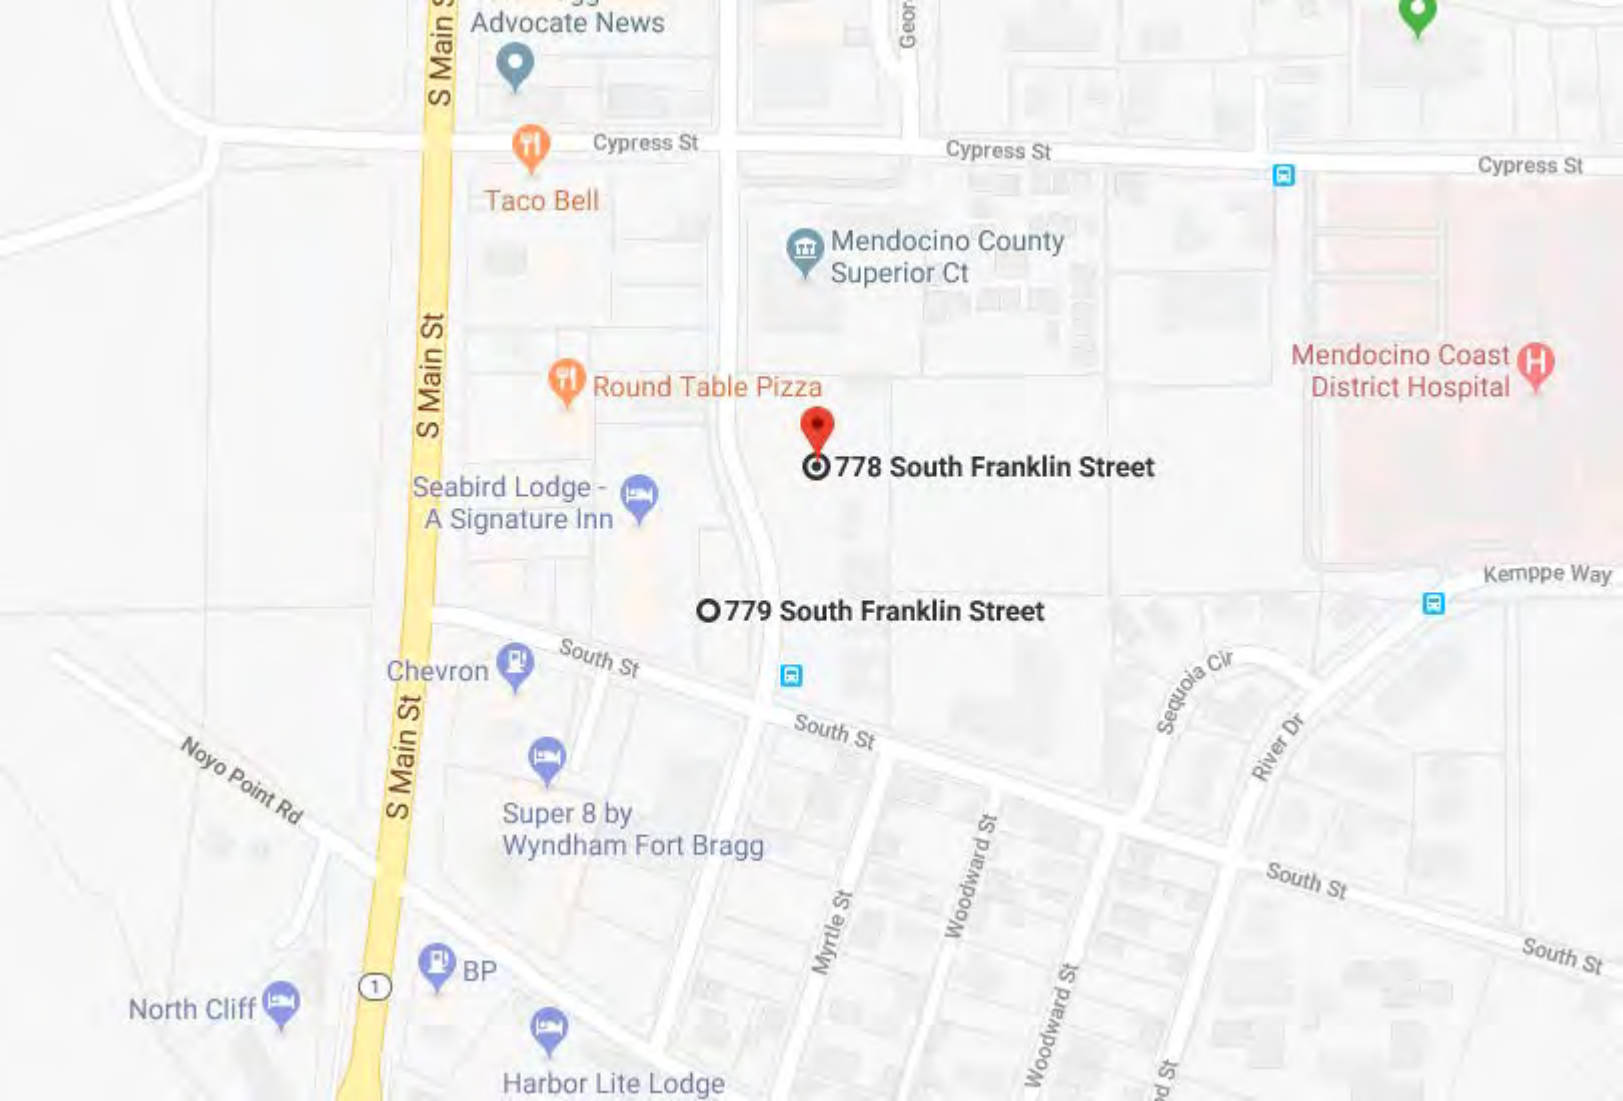 S Main S
Advocate News
Geor
Cypress St
Cypress St
Cypress St
Taco Bell
Mendocino County
Superior Ct
S Main St
Round Table Pizza
Mendocino Coast
District Hospital
H
778 South Franklin Street
Seabird Lodge -
A Signature Inn
Kemppe Way
779 South Franklin Street
South St
Chevron
Sequoia Cir
South St
River Dr
S Main St
Noyo Point Rd
Super 8 by
Wyndham Fort Bragg
Woodward St
South St
Myrtle St
South St
BP
1
North Cliff
Woodward St
Harbor Lite Lodge
d St